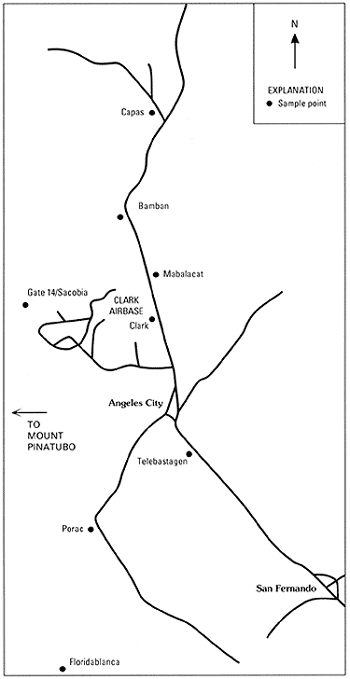 N
EXPLANATION
Sample point
Capas
Bamban
Mabalacat
Gate 14/Sacobia
CLARK
AIRBASE
Clark
Angeles City
TO
MOUNT
PINATUBO
Telebastagon
Porac
San Fernando
Floridablanca